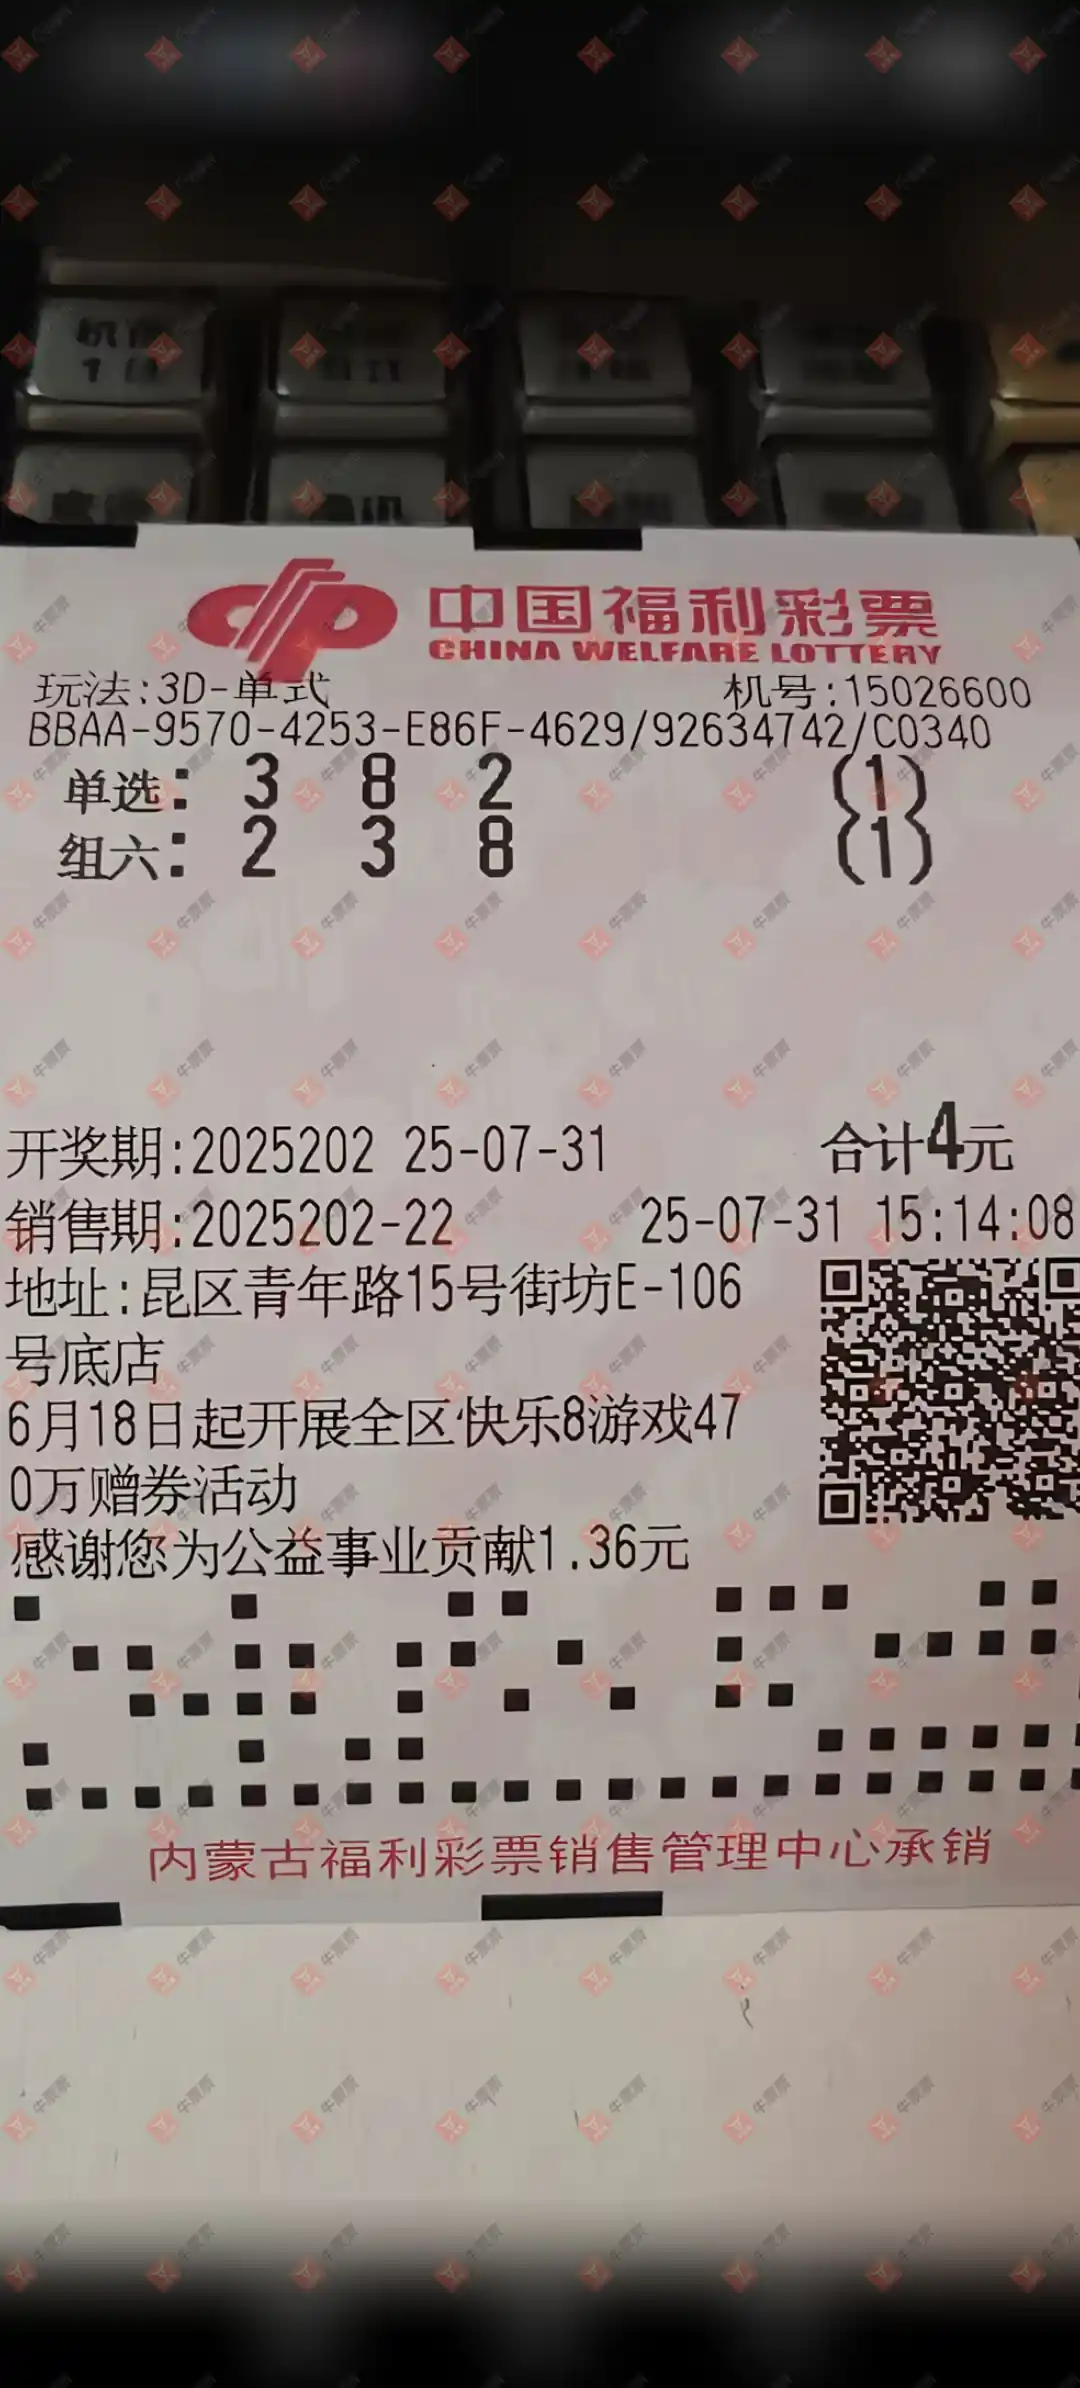 中国福利彩票
CHINA WELFARE LOTTERY
玩法:3D-单式 机号:15026600
BBAA-9570-4253-E86F-4629/92634742/C0340
单选: 3 8 2 (1)
组六: 2 3 8 (1)
开奖期:2025202 25-07-31 合计4元
销售期:2025202-22 25-07-31 15:14:08
地址:昆区青年路15号街坊E-106
号底店
6月18日起开展全区快乐8游戏47
0万赠券活动
感谢您为公益事业贡献1.36元
内蒙古福利彩票销售管理中心承销
牛票票